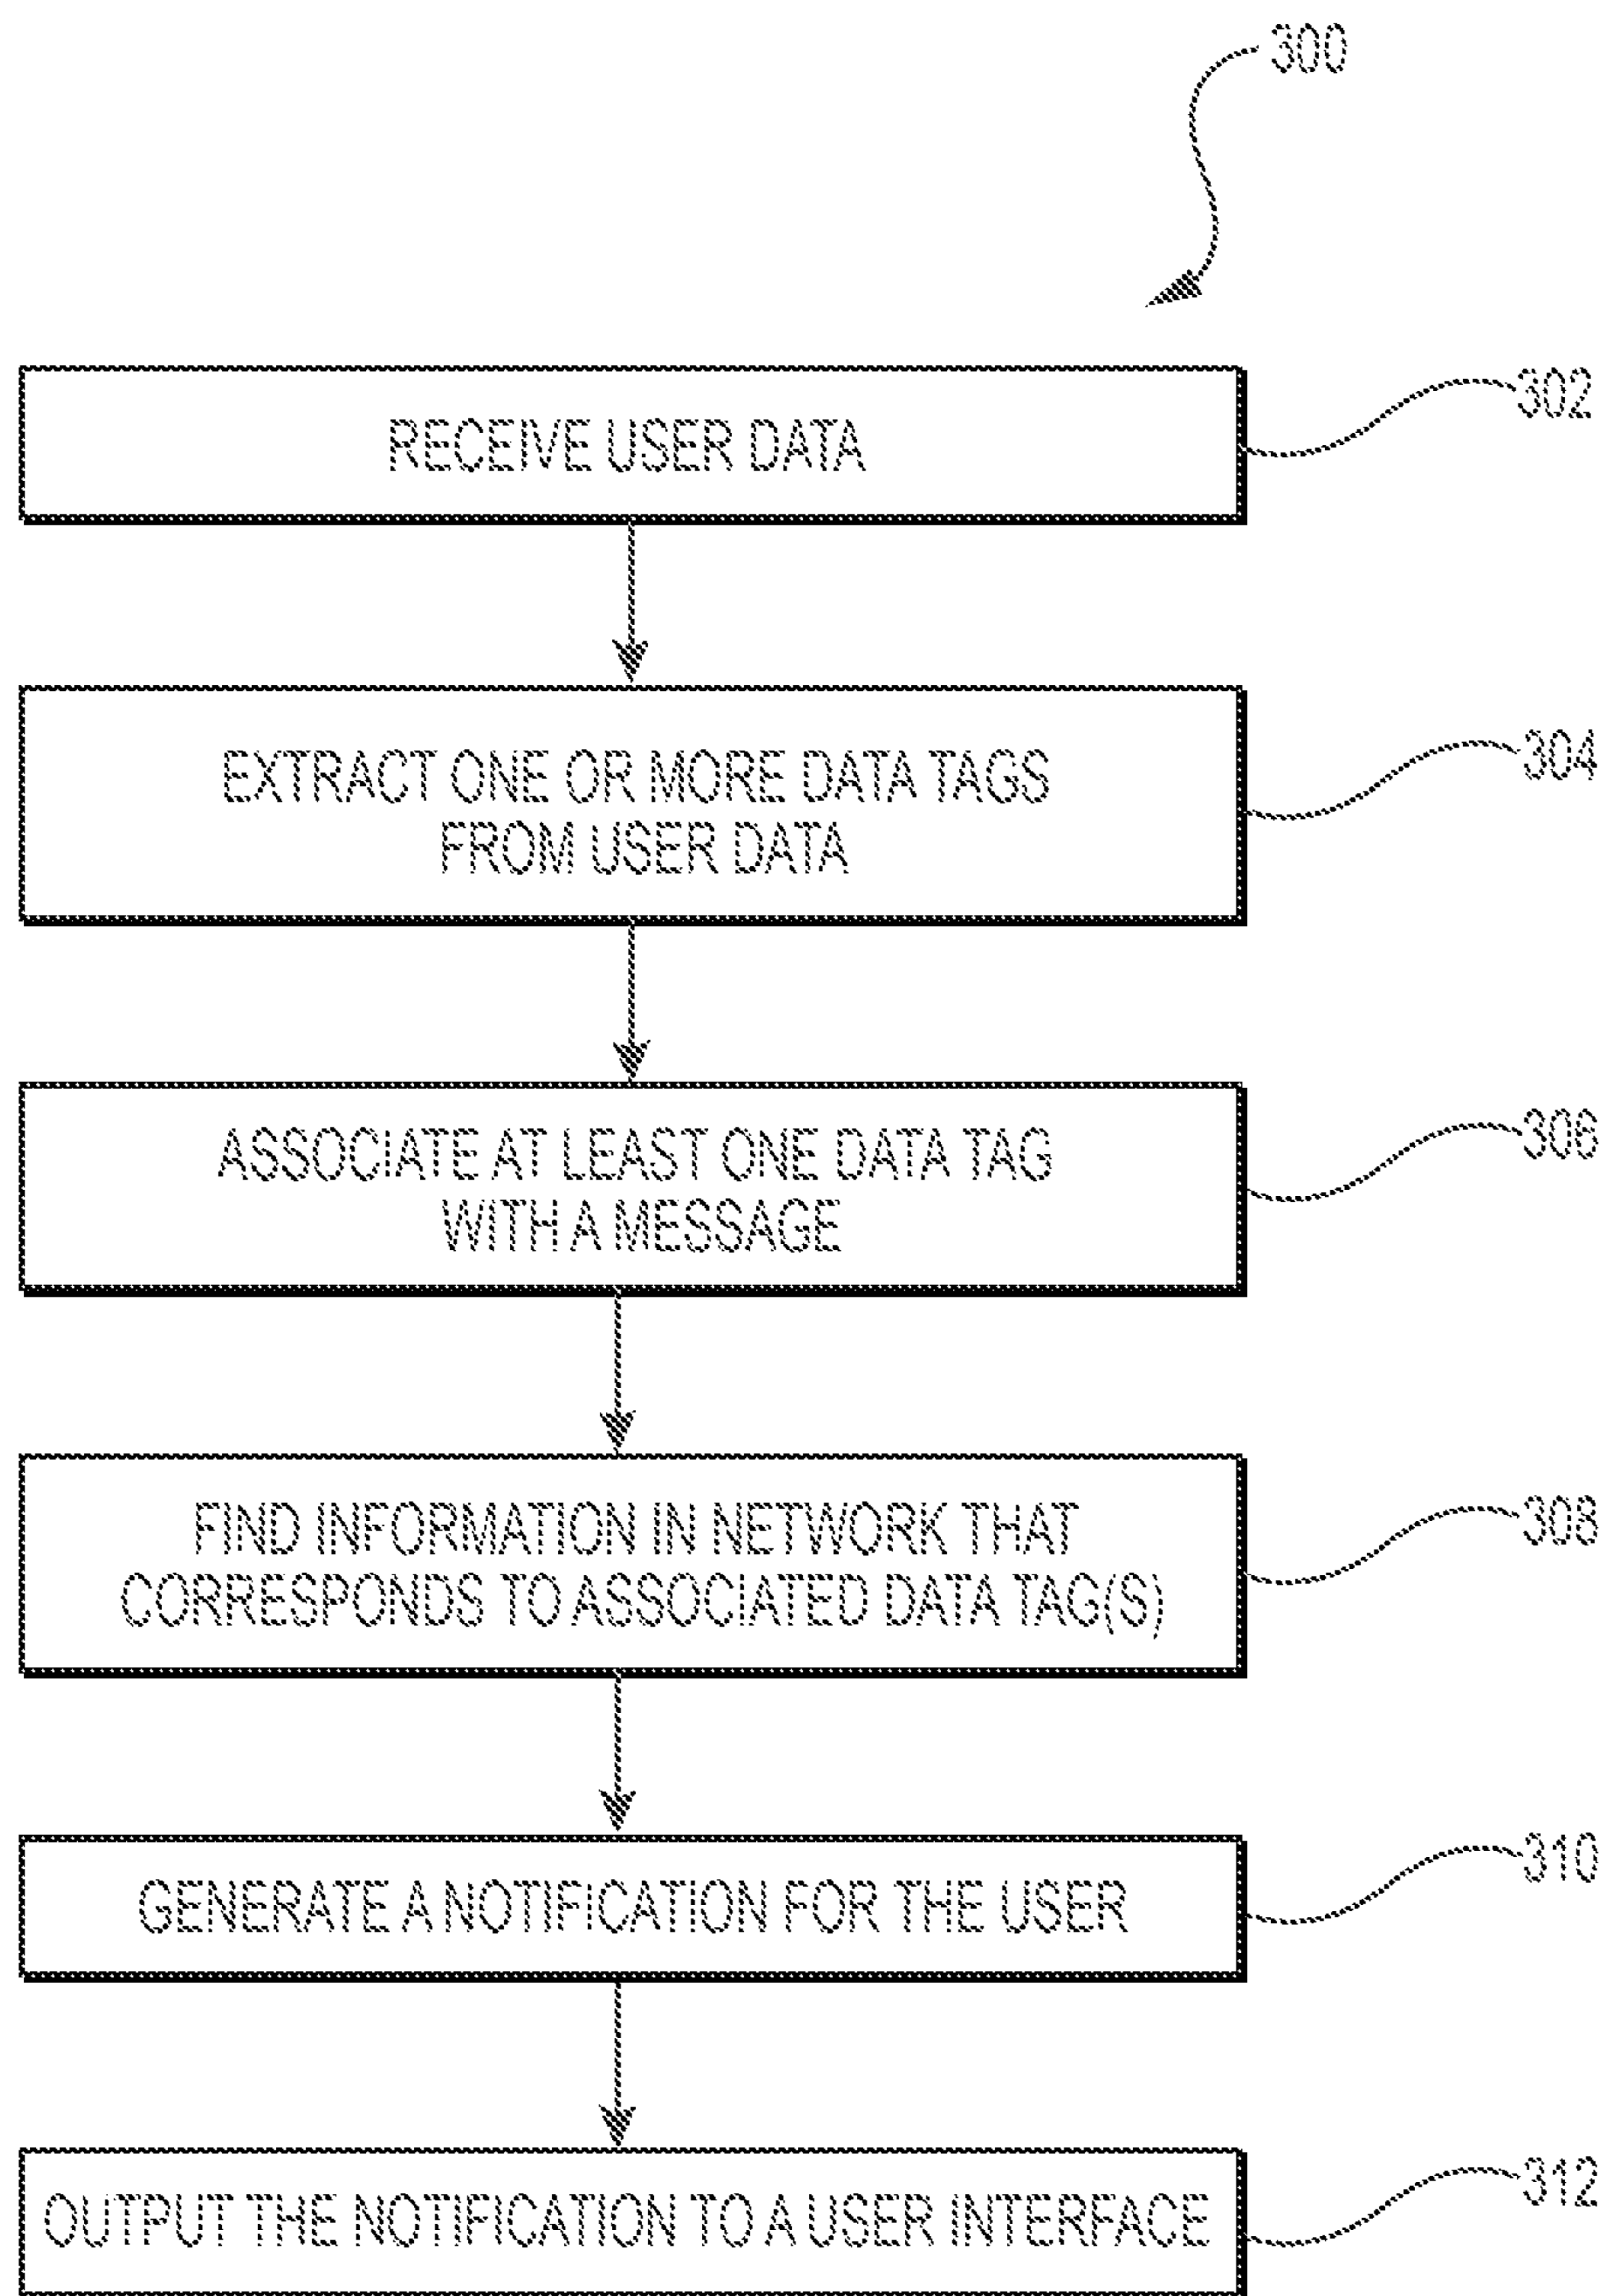 300
RECEIVE USER DATA
302
EXTRACT ONE OR MORE DATA TAGS
FROM USER DATA
304
ASSOCIATE AT LEAST ONE DATA TAG
WITH A MESSAGE
306
FIND INFORMATION IN NETWORK THAT
CORRESPONDS TO ASSOCIATED DATA TAG(S)
308
GENERATE A NOTIFICATION FOR THE USER
310
OUTPUT THE NOTIFICATION TO A USER INTERFACE
312